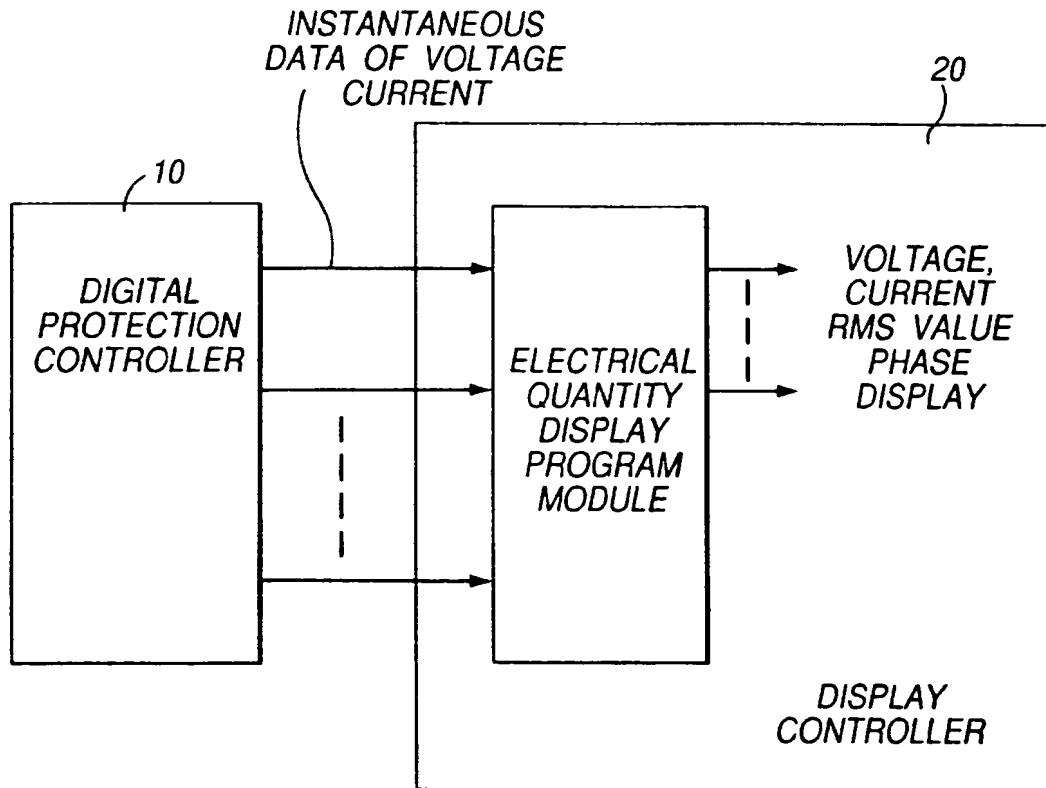 INSTANTANEOUS
DATA OF VOLTAGE
CURRENT
20
10
DIGITAL
PROTECTION
CONTROLLER
ELECTRICAL
QUANTITY
DISPLAY
PROGRAM
MODULE
VOLTAGE,
CURRENT
RMS VALUE
PHASE
DISPLAY
DISPLAY
CONTROLLER